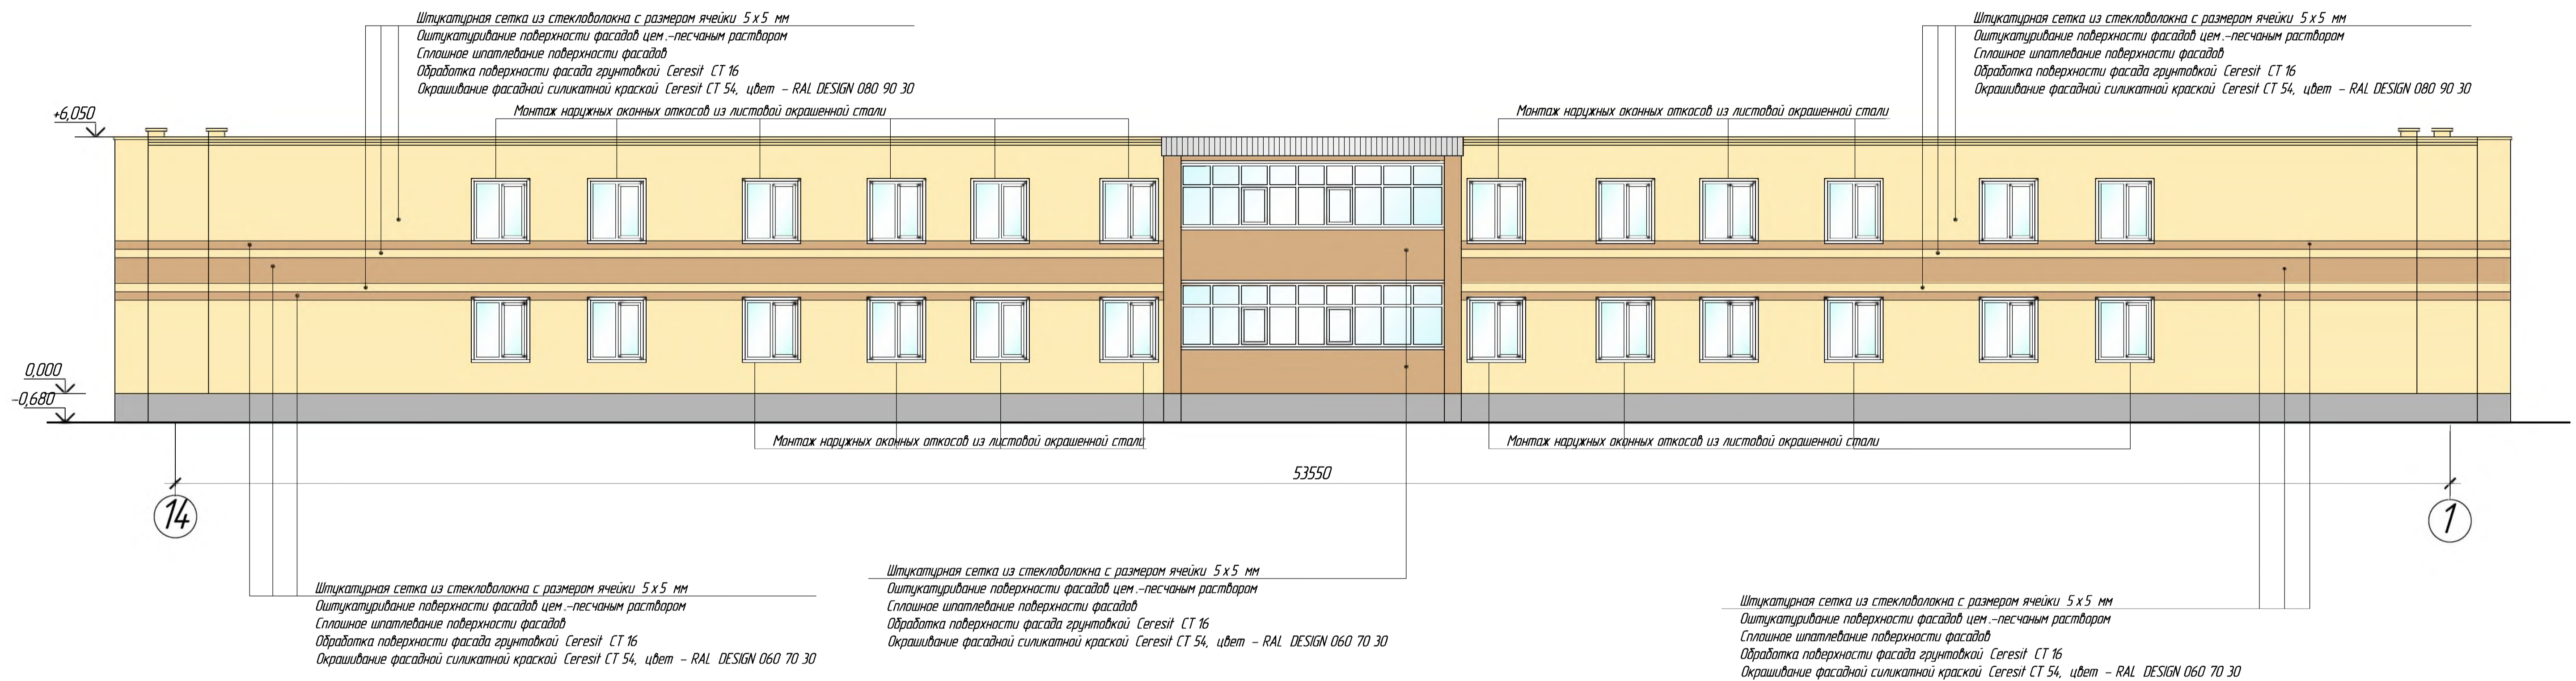 Штукатурная сетка из стекловолокна с размером ячейки 5 х 5 мм
Оштукатуривание поверхности фасадов цем.-песчаным раствором
Сплошное шпатлевание поверхности фасадов
Обработка поверхности фасада грунтовкой Ceresit CT 16
Окрашивание фасадной силикатной краской Ceresit CT 54, цвет – RAL DESIGN 080 90 30
Монтаж наружных оконных откосов из листовой окрашенной стали
Штукатурная сетка из стекловолокна с размером ячейки 5 х 5 мм
Оштукатуривание поверхности фасадов цем.-песчаным раствором
Сплошное шпатлевание поверхности фасадов
Обработка поверхности фасада грунтовкой Ceresit CT 16
Окрашивание фасадной силикатной краской Ceresit CT 54, цвет – RAL DESIGN 080 90 30
Монтаж наружных оконных откосов из листовой окрашенной стали
+6,050
0,000
-0,680
Монтаж наружных оконных откосов из листовой окрашенной стали
Монтаж наружных оконных откосов из листовой окрашенной стали
53550
14
1
Штукатурная сетка из стекловолокна с размером ячейки 5 х 5 мм
Оштукатуривание поверхности фасадов цем.-песчаным раствором
Сплошное шпатлевание поверхности фасадов
Обработка поверхности фасада грунтовкой Ceresit CT 16
Окрашивание фасадной силикатной краской Ceresit CT 54, цвет – RAL DESIGN 060 70 30
Штукатурная сетка из стекловолокна с размером ячейки 5 х 5 мм
Оштукатуривание поверхности фасадов цем.-песчаным раствором
Сплошное шпатлевание поверхности фасадов
Обработка поверхности фасада грунтовкой Ceresit CT 16
Окрашивание фасадной силикатной краской Ceresit CT 54, цвет – RAL DESIGN 060 70 30
Штукатурная сетка из стекловолокна с размером ячейки 5 х 5 мм
Оштукатуривание поверхности фасадов цем.-песчаным раствором
Сплошное шпатлевание поверхности фасадов
Обработка поверхности фасада грунтовкой Ceresit CT 16
Окрашивание фасадной силикатной краской Ceresit CT 54, цвет – RAL DESIGN 060 70 30